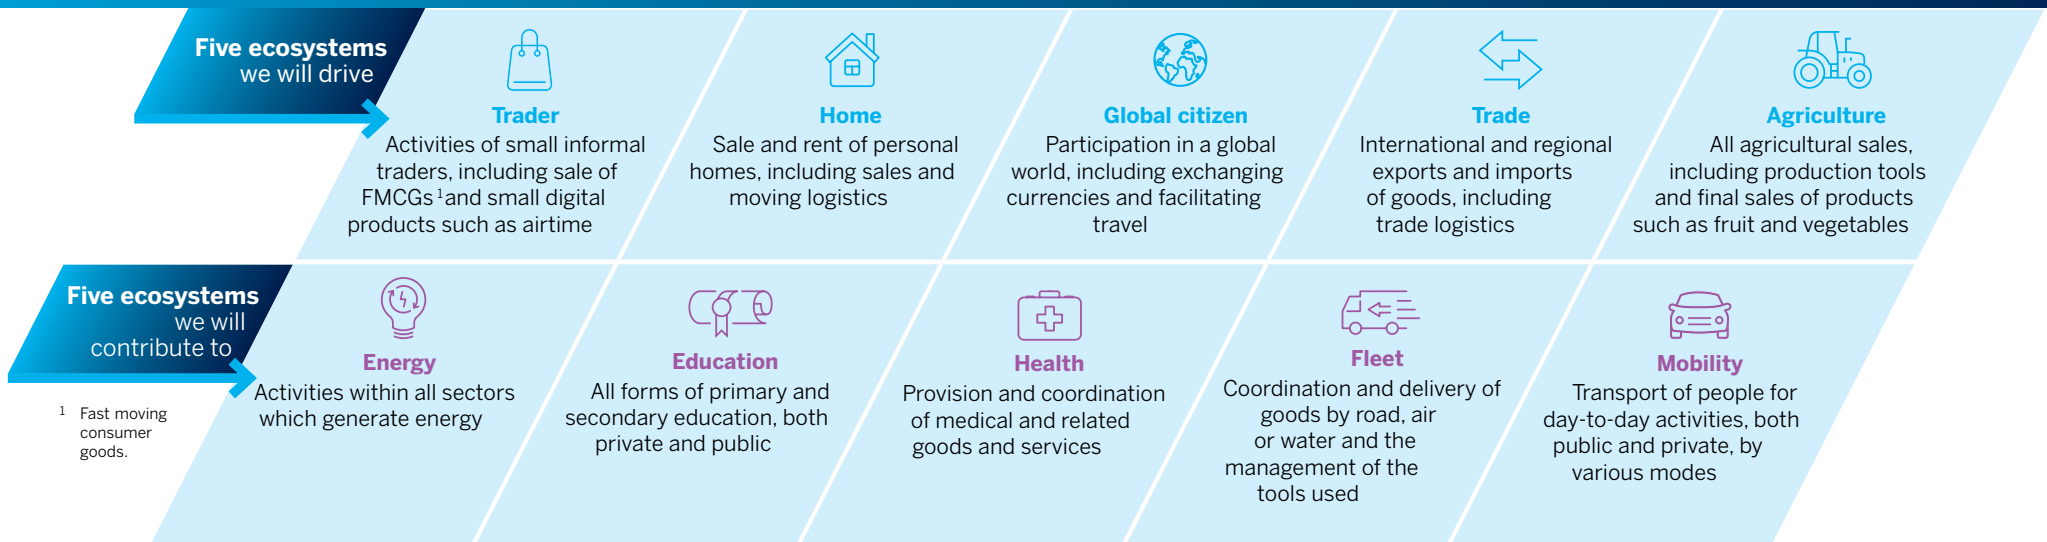 Five ecosystems
we will drive
Trader
Activities of small informal
traders, including sale of
FMCGs 1 and small digital
products such as airtime
Home
Sale and rent of personal
homes, including sales and
moving logistics
Global citizen
Participation in a global
world, including exchanging
currencies and facilitating
travel
Trade
International and regional
exports and imports
of goods, including
trade logistics
Agriculture
All agricultural sales,
including production tools
and final sales of products
such as fruit and vegetables
Five ecosystems
we will
contribute to
Energy
Activities within all sectors
which generate energy
Education
All forms of primary and
secondary education, both
private and public
Health
Provision and coordination
of medical and related
goods and services
Fleet
Coordination and delivery of
goods by road, air
or water and the
management of the
tools used
Mobility
Transport of people for
day-to-day activities, both
public and private, by
various modes
1 Fast moving
consumer
goods.